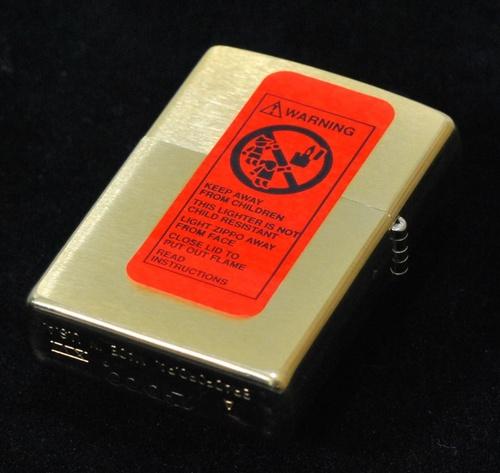 WARNING
KEEP AWAY
FROM CHILDREN
THIS LIGHTER IS NOT
CHILD RESISTANT
LIGHT ZIPPO AWAY
FROM FACE
CLOSE LID TO
PUT OUT FLAME
READ
INSTRUCTIONS